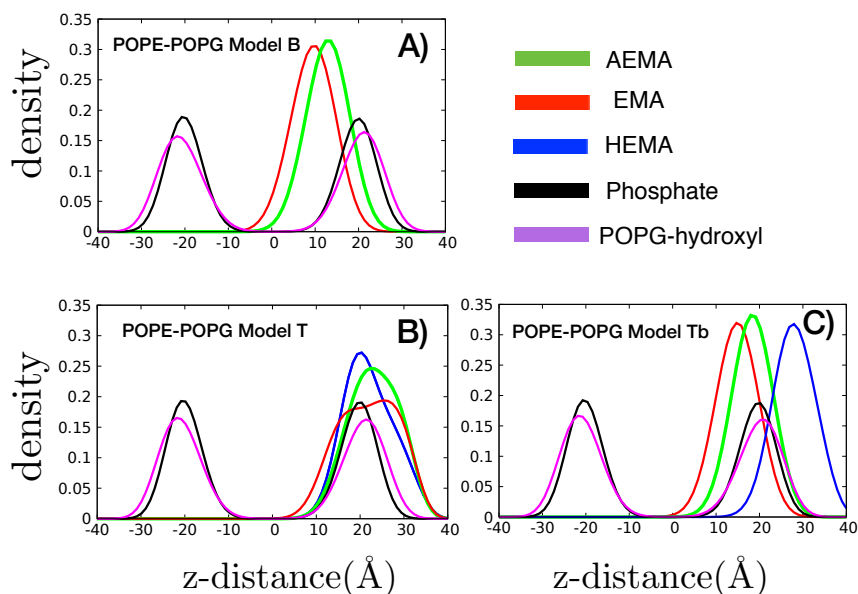 POPE-POPG Model B
A)
density
0.35
0.3
0.25
0.2
0.15
0.1
0.05
0
-40 -30 -20 -10 0 10 20 30 40
AEMA
EMA
HEMA
Phosphate
POPG-hydroxyl
POPE-POPG Model T
B)
density
0.35
0.3
0.25
0.2
0.15
0.1
0.05
0
-40 -30 -20 -10 0 10 20 30 40
z-distance(Å)
POPE-POPG Model Tb
C)
0.35
0.3
0.25
0.2
0.15
0.1
0.05
0
-40 -30 -20 -10 0 10 20 30 40
z-distance(Å)